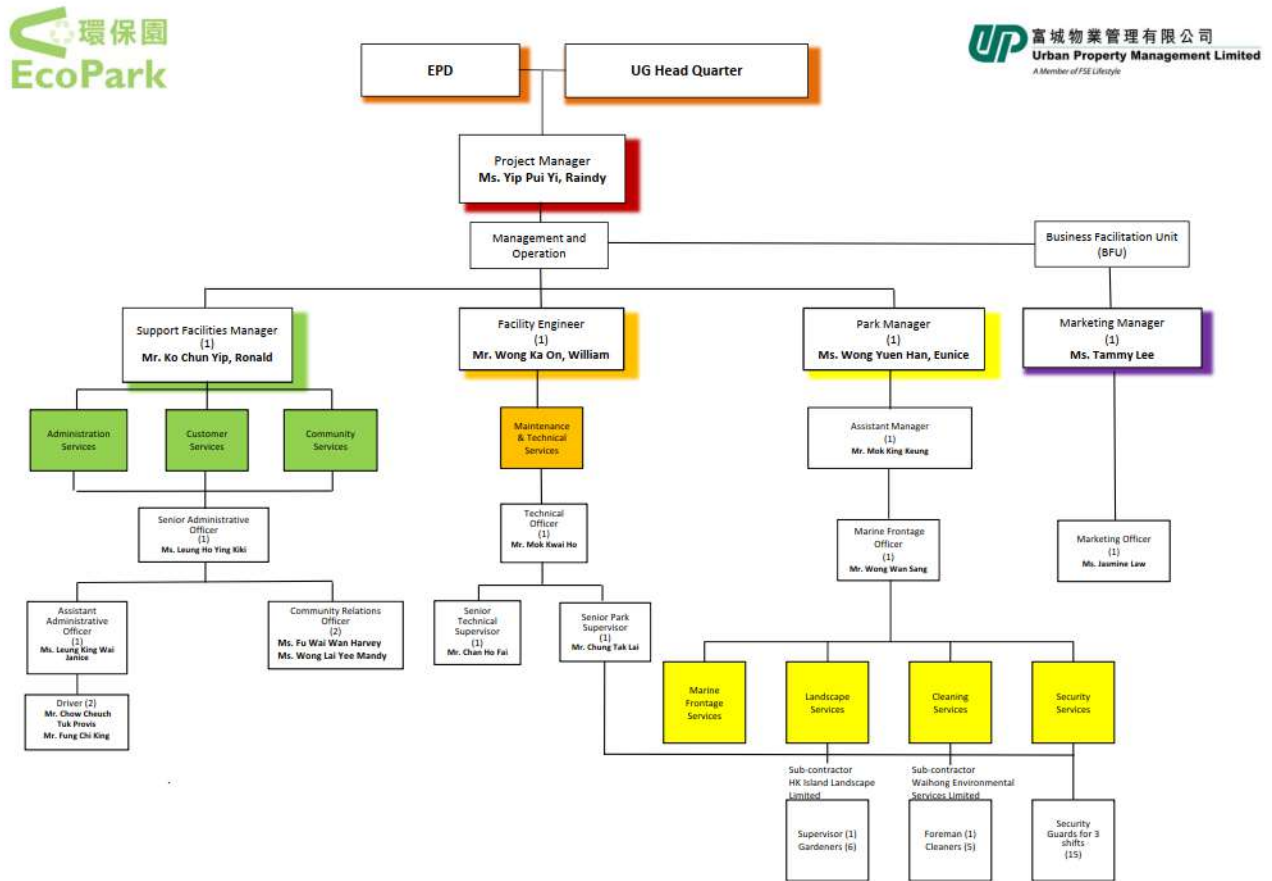 環保園
EcoPark
富城物業管理有限公司
Urban Property Management Limited
A Member of FSE Lifestyle
EPD
UG Head Quarter
Project Manager
Ms. Yip Pui Yi, Raindy
Management and
Operation
Business Facilitation Unit
(BFU)
Support Facilities Manager
(1)
Mr. Ko Chun Yip, Ronald
Facility Engineer
(1)
Mr. Wong Ka On, William
Park Manager
(1)
Ms. Wong Yuen Han, Eunice
Marketing Manager
(1)
Ms. Tammy Lee
Administration
Services
Customer
Services
Community
Services
Maintenance
& Technical
Services
Assistant Manager
(1)
Mr. Mok King Keung
Senior Administrative
Officer
(1)
Ms. Leung Ho Ying Kiki
Technical
Officer
(1)
Mr. Mok Kwai Ho
Marine Frontage
Officer
(1)
Mr. Wong Wan Sang
Marketing Officer
(1)
Ms. Jasmine Law
Assistant
Administrative
Officer
(1)
Ms. Leung King Wai
Janice
Community Relations
Officer
(2)
Ms. Fu Wai Wan Harvey
Ms. Wong Lai Yee Mandy
Senior
Technical
Supervisor
(1)
Mr. Chan Ho Fai
Senior Park
Supervisor
(1)
Mr. Chung Tak Lai
Driver (2)
Mr. Chow Cheuch
Tuk Provis
Mr. Fung Chi King
Marine
Frontage
Services
Landscape
Services
Cleaning
Services
Security
Services
Sub-contractor
HK Island Landscape
Limited
Sub-contractor
Waihong Environmental
Services Limited
Supervisor (1)
Gardeners (6)
Foreman (1)
Cleaners (5)
Security
Guards for 3
shifts
(15)